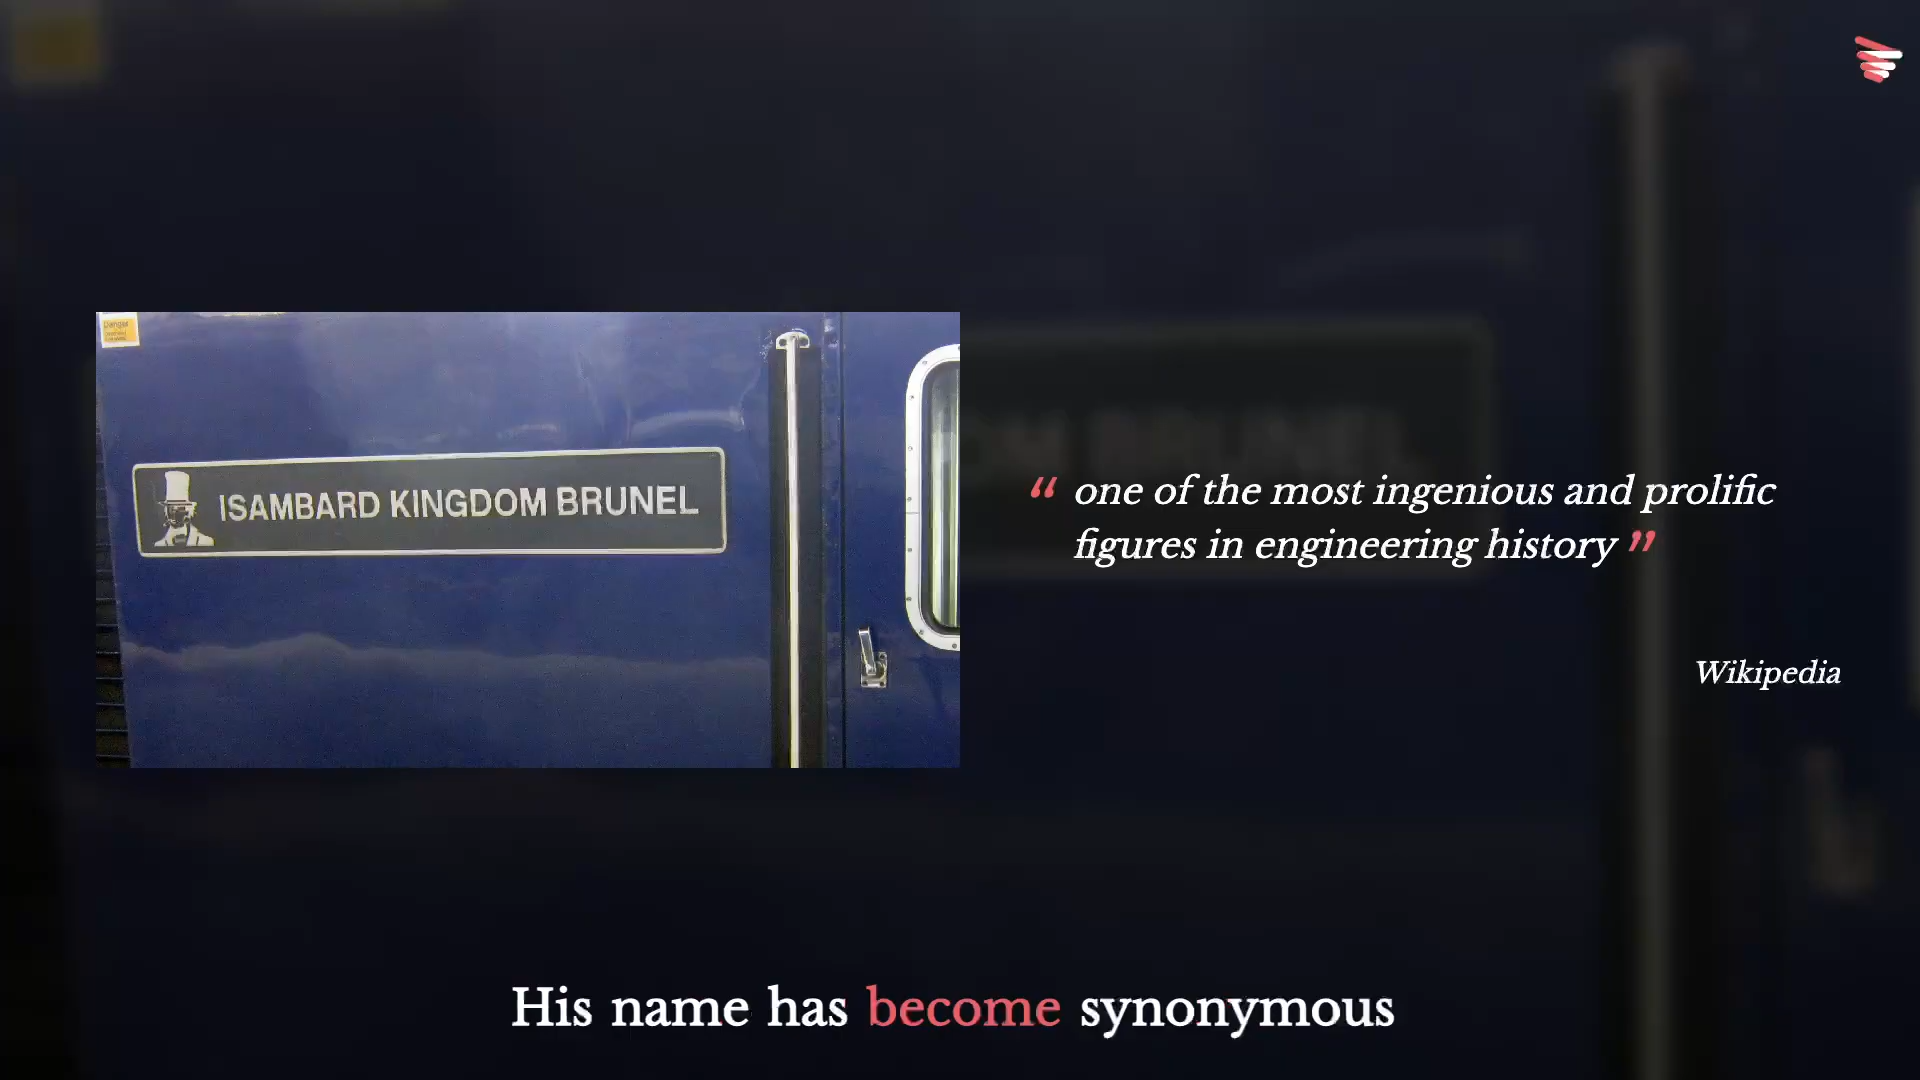 Danger
ISAMBARD KINGDOM BRUNEL
“ one of the most ingenious and prolific
figures in engineering history ”
Wikipedia
His name has become synonymous